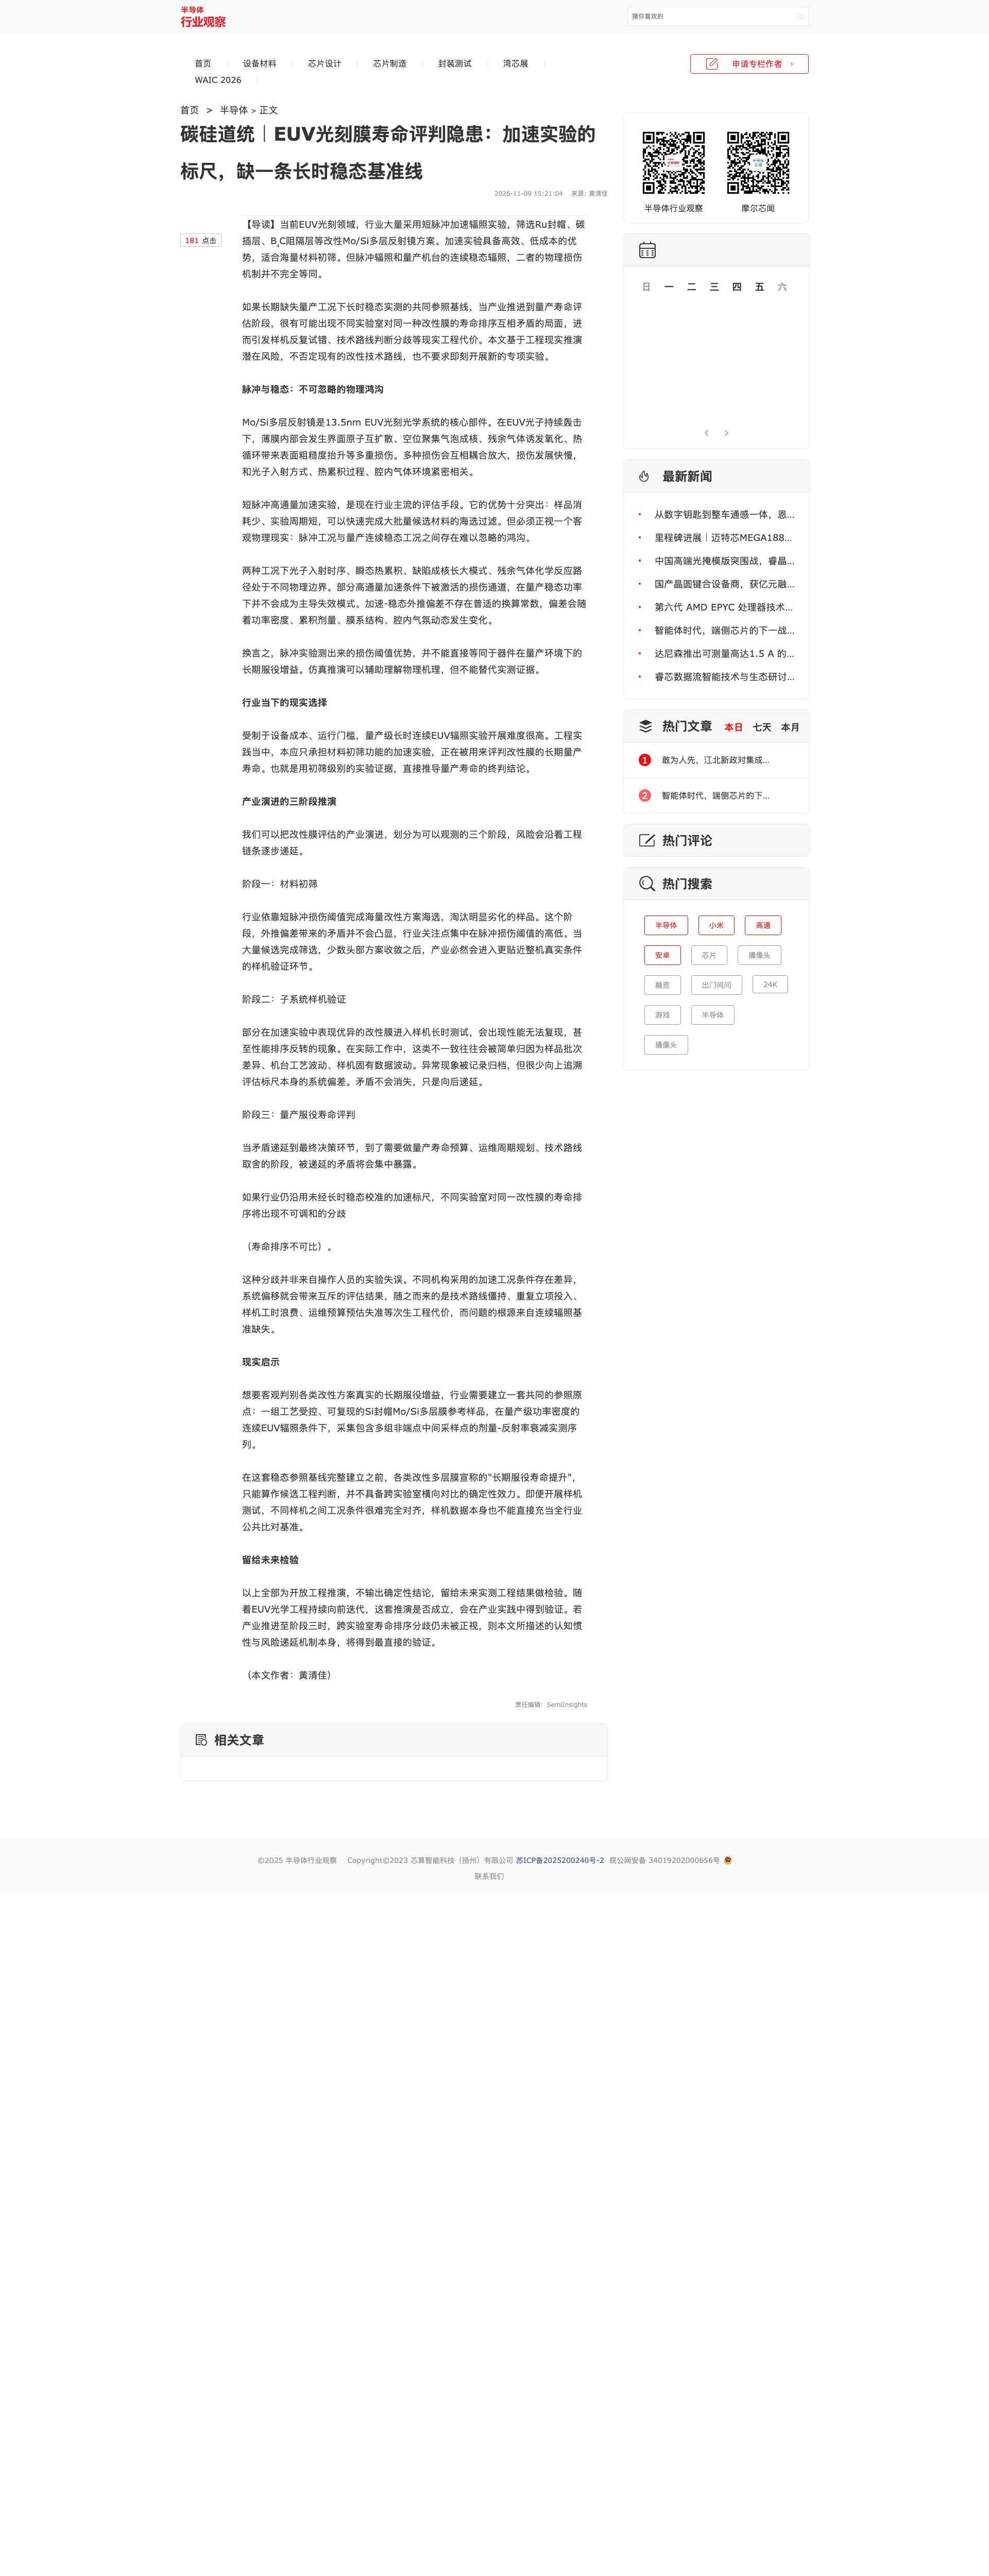 半导体
行业观察
猜你喜欢的
首页
设备材料
芯片设计
芯片制造
封装测试
湾芯展
WAIC 2026
申请专栏作者
首页 > 半导体 > 正文
碳硅道统｜EUV光刻膜寿命评判隐患：加速实验的
标尺，缺一条长时稳态基准线
2026-11-09 15:21:04 来源: 黄清佳
181 点击
【导读】当前EUV光刻领域，行业大量采用短脉冲加速辐照实验，筛选Ru封帽、碳
插层、B4C阻隔层等改性Mo/Si多层反射镜方案。加速实验具备高效、低成本的优
势，适合海量材料初筛。但脉冲辐照和量产机台的连续稳态辐照，二者的物理损伤
机制并不完全等同。
如果长期缺失量产工况下长时稳态实测的共同参照基线，当产业推进到量产寿命评
估阶段，很有可能出现不同实验室对同一种改性膜的寿命排序互相矛盾的局面，进
而引发样机反复试错、技术路线判断分歧等现实工程代价。本文基于工程现实推演
潜在风险，不否定现有的改性技术路线，也不要求即刻开展新的专项实验。
脉冲与稳态：不可忽略的物理鸿沟
Mo/Si多层反射镜是13.5nm EUV光刻光学系统的核心部件。在EUV光子持续轰击
下，薄膜内部会发生界面原子互扩散、空位聚集气泡成核、残余气体诱发氧化、热
循环带来表面粗糙度抬升等多重损伤。多种损伤会互相耦合放大，损伤发展快慢，
和光子入射方式、热累积过程、腔内气体环境紧密相关。
短脉冲高通量加速实验，是现在行业主流的评估手段。它的优势十分突出：样品消
耗少、实验周期短，可以快速完成大批量候选材料的海选过滤。但必须正视一个客
观物理现实：脉冲工况与量产连续稳态工况之间存在难以忽略的鸿沟。
两种工况下光子入射时序、瞬态热累积、缺陷成核长大模式、残余气体化学反应路
径处于不同物理边界。部分高通量加速条件下被激活的损伤通道，在量产稳态功率
下并不会成为主导失效模式。加速-稳态外推偏差不存在普适的换算常数，偏差会随
着功率密度、累积剂量、膜系结构、腔内气氛动态发生变化。
换言之，脉冲实验测出来的损伤阈值优势，并不能直接等同于器件在量产环境下的
长期服役增益。仿真推演可以辅助理解物理机理，但不能替代实测证据。
行业当下的现实选择
受制于设备成本、运行门槛，量产级长时连续EUV辐照实验开展难度很高。工程实
践当中，本应只承担材料初筛功能的加速实验，正在被用来评判改性膜的长期量产
寿命。也就是用初筛级别的实验证据，直接推导量产寿命的终判结论。
产业演进的三阶段推演
我们可以把改性膜评估的产业演进，划分为可以观测的三个阶段，风险会沿着工程
链条逐步递延。
阶段一：材料初筛
行业依靠短脉冲损伤阈值完成海量改性方案海选，淘汰明显劣化的样品。这个阶
段，外推偏差带来的矛盾并不会凸显，行业关注点集中在脉冲损伤阈值的高低。当
大量候选完成筛选，少数头部方案收敛之后，产业必然会进入更贴近整机真实条件
的样机验证环节。
阶段二：子系统样机验证
部分在加速实验中表现优异的改性膜进入样机长时测试，会出现性能无法复现，甚
至性能排序反转的现象。在实际工作中，这类不一致往往会被简单归因为样品批次
差异、机台工艺波动、样机固有数据波动。异常现象被记录归档，但很少向上追溯
评估标尺本身的系统偏差。矛盾不会消失，只是向后递延。
阶段三：量产服役寿命评判
当矛盾递延到最终决策环节，到了需要做量产寿命预算、运维周期规划、技术路线
取舍的阶段，被递延的矛盾将会集中暴露。
如果行业仍沿用未经长时稳态校准的加速标尺，不同实验室对同一改性膜的寿命排
序将出现不可调和的分歧
（寿命排序不可比）。
这种分歧并非来自操作人员的实验失误。不同机构采用的加速工况条件存在差异，
系统偏移就会带来互斥的评估结果，随之而来的是技术路线僵持、重复立项投入、
样机工时浪费、运维预算预估失准等次生工程代价，而问题的根源来自连续辐照基
准缺失。
现实启示
想要客观判别各类改性方案真实的长期服役增益，行业需要建立一套共同的参照原
点：一组工艺受控、可复现的Si封帽Mo/Si多层膜参考样品，在量产级功率密度的
连续EUV辐照条件下，采集包含多组非端点中间采样点的剂量-反射率衰减实测序
列。
在这套稳态参照基线完整建立之前，各类改性多层膜宣称的"长期服役寿命提升"，
只能算作候选工程判断，并不具备跨实验室横向对比的确定性效力。即便开展样机
测试，不同样机之间工况条件很难完全对齐，样机数据本身也不能直接充当全行业
公共比对基准。
留给未来检验
以上全部为开放工程推演，不输出确定性结论，留给未来实测工程结果做检验。随
着EUV光学工程持续向前迭代，这套推演是否成立，会在产业实践中得到验证。若
产业推进至阶段三时，跨实验室寿命排序分歧仍未被正视，则本文所描述的认知惯
性与风险递延机制本身，将得到最直接的验证。
（本文作者：黄清佳）
责任编辑：SemiInsights
相关文章
半导体行业观察
摩尔芯闻
日 一 二 三 四 五 六
最新新闻
从数字钥匙到整车通感一体，恩...
里程碑进展｜迈特芯MEGA188...
中国高端光掩模版突围战，睿晶...
国产晶圆键合设备商，获亿元融...
第六代 AMD EPYC 处理器技术...
智能体时代，端侧芯片的下一战...
达尼森推出可测量高达1.5 A 的...
睿芯数据流智能技术与生态研讨...
热门文章 本日 七天 本月
1 敢为人先，江北新政对集成...
2 智能体时代，端侧芯片的下...
热门评论
热门搜索
半导体 小米 高通
安卓 芯片 摄像头
融资 出门问问 24K
游戏 半导体
摄像头
©2025 半导体行业观察 Copyright©2023 芯算智能科技（扬州）有限公司 苏ICP备2025200240号-2 皖公网安备 34019202000656号
联系我们